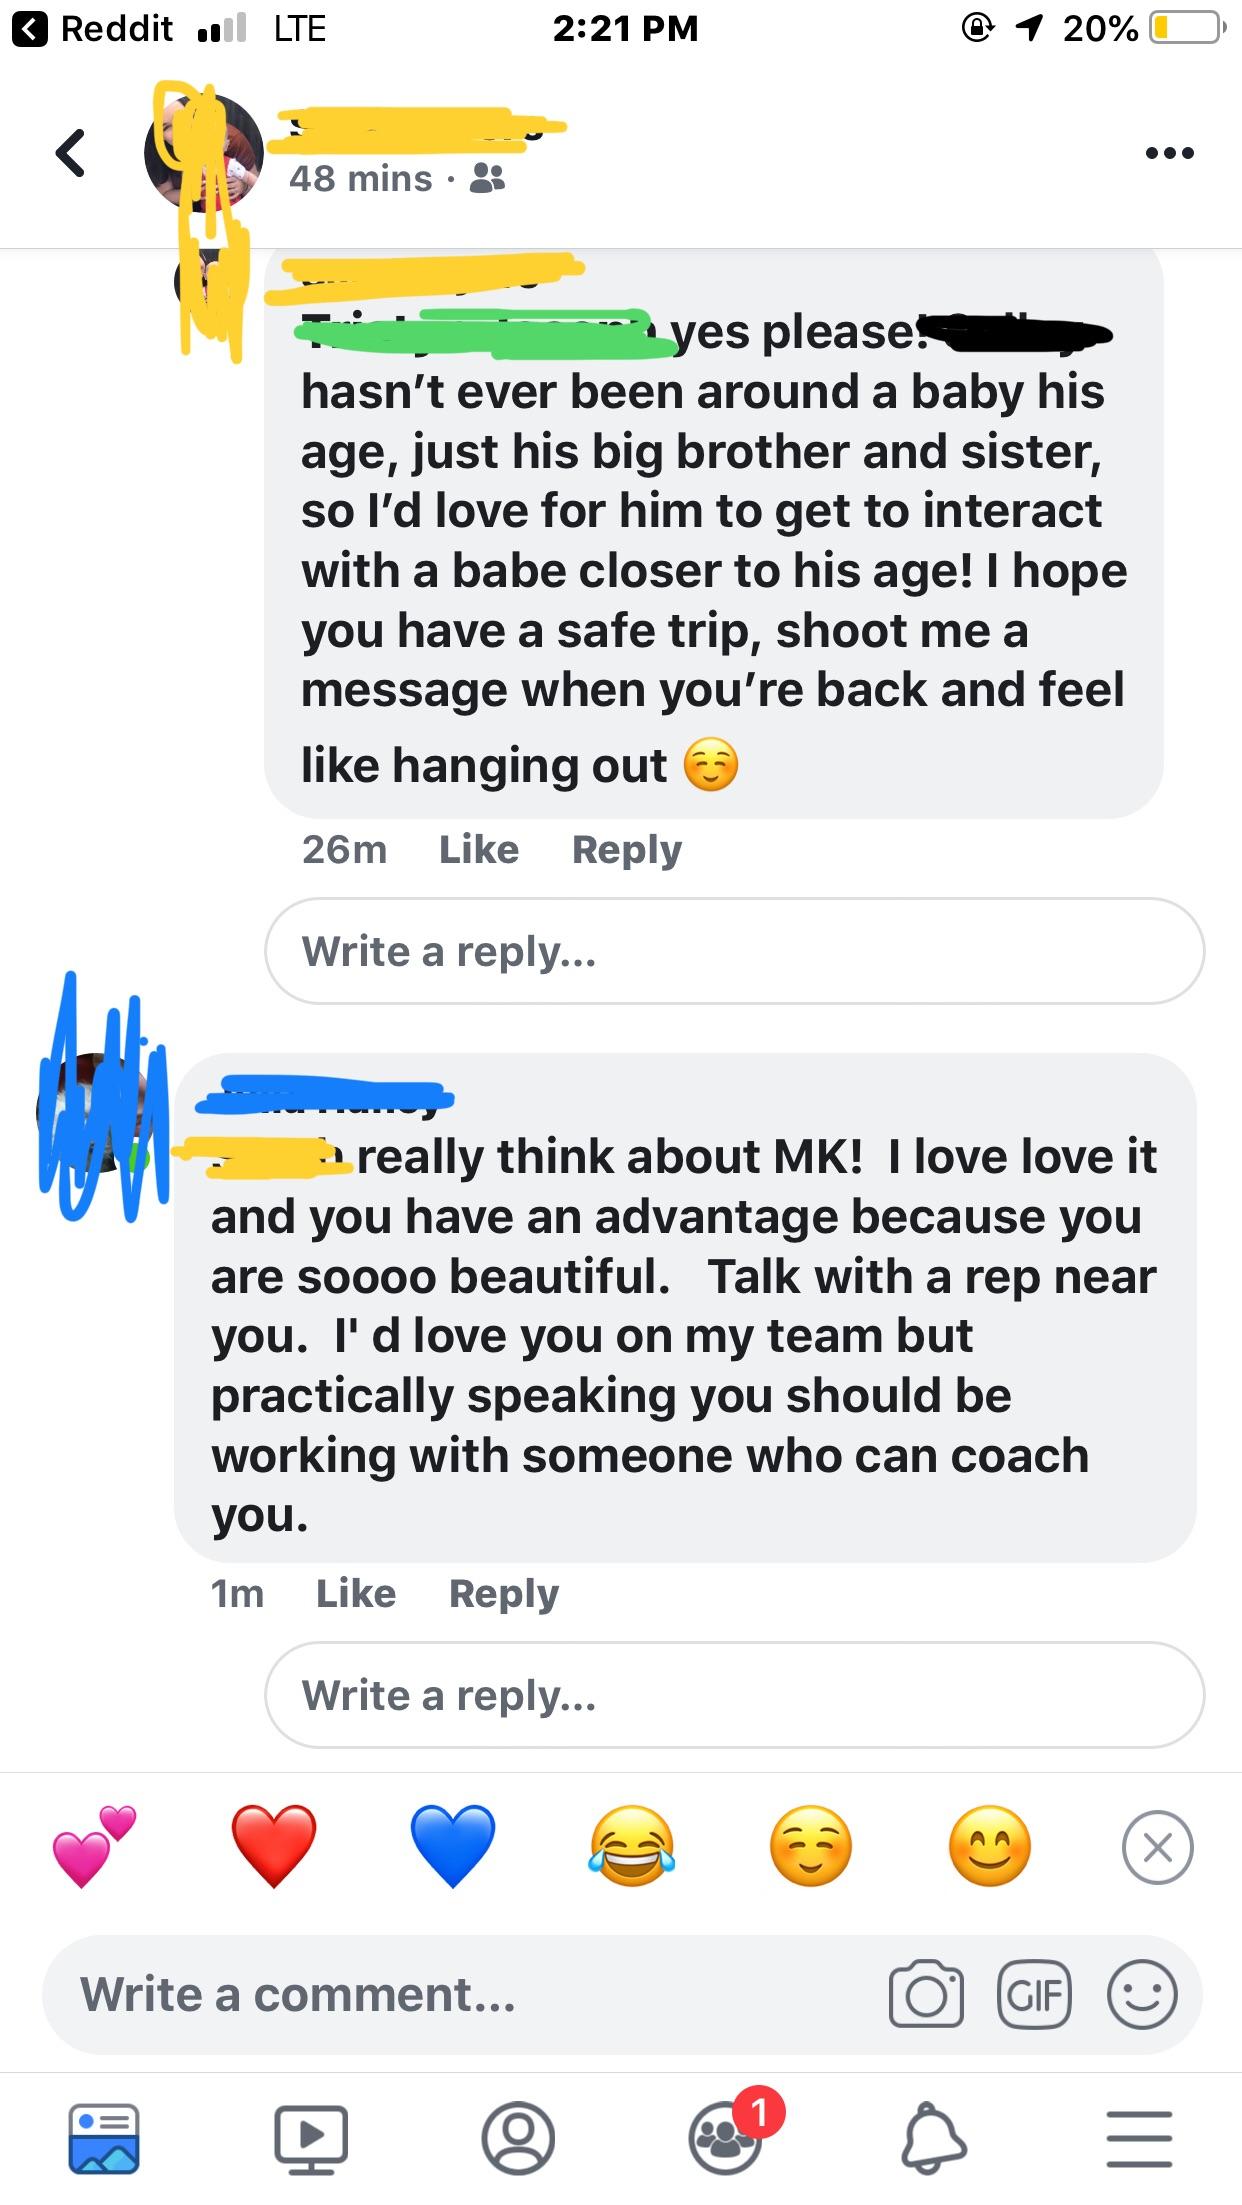 Reddit LTE 2:21 PM 20%
48 mins ·
yes please!
hasn’t ever been around a baby his
age, just his big brother and sister,
so I’d love for him to get to interact
with a babe closer to his age! I hope
you have a safe trip, shoot me a
message when you’re back and feel
like hanging out ☺️
26m Like Reply
Write a reply...
really think about MK!  I love love it
and you have an advantage because you
are soooo beautiful.   Talk with a rep near
you.  I' d love you on my team but
practically speaking you should be
working with someone who can coach
you.
1m Like Reply
Write a reply...
💕 ❤️ 💙 😂 ☺️ 😊
Write a comment... GIF
1